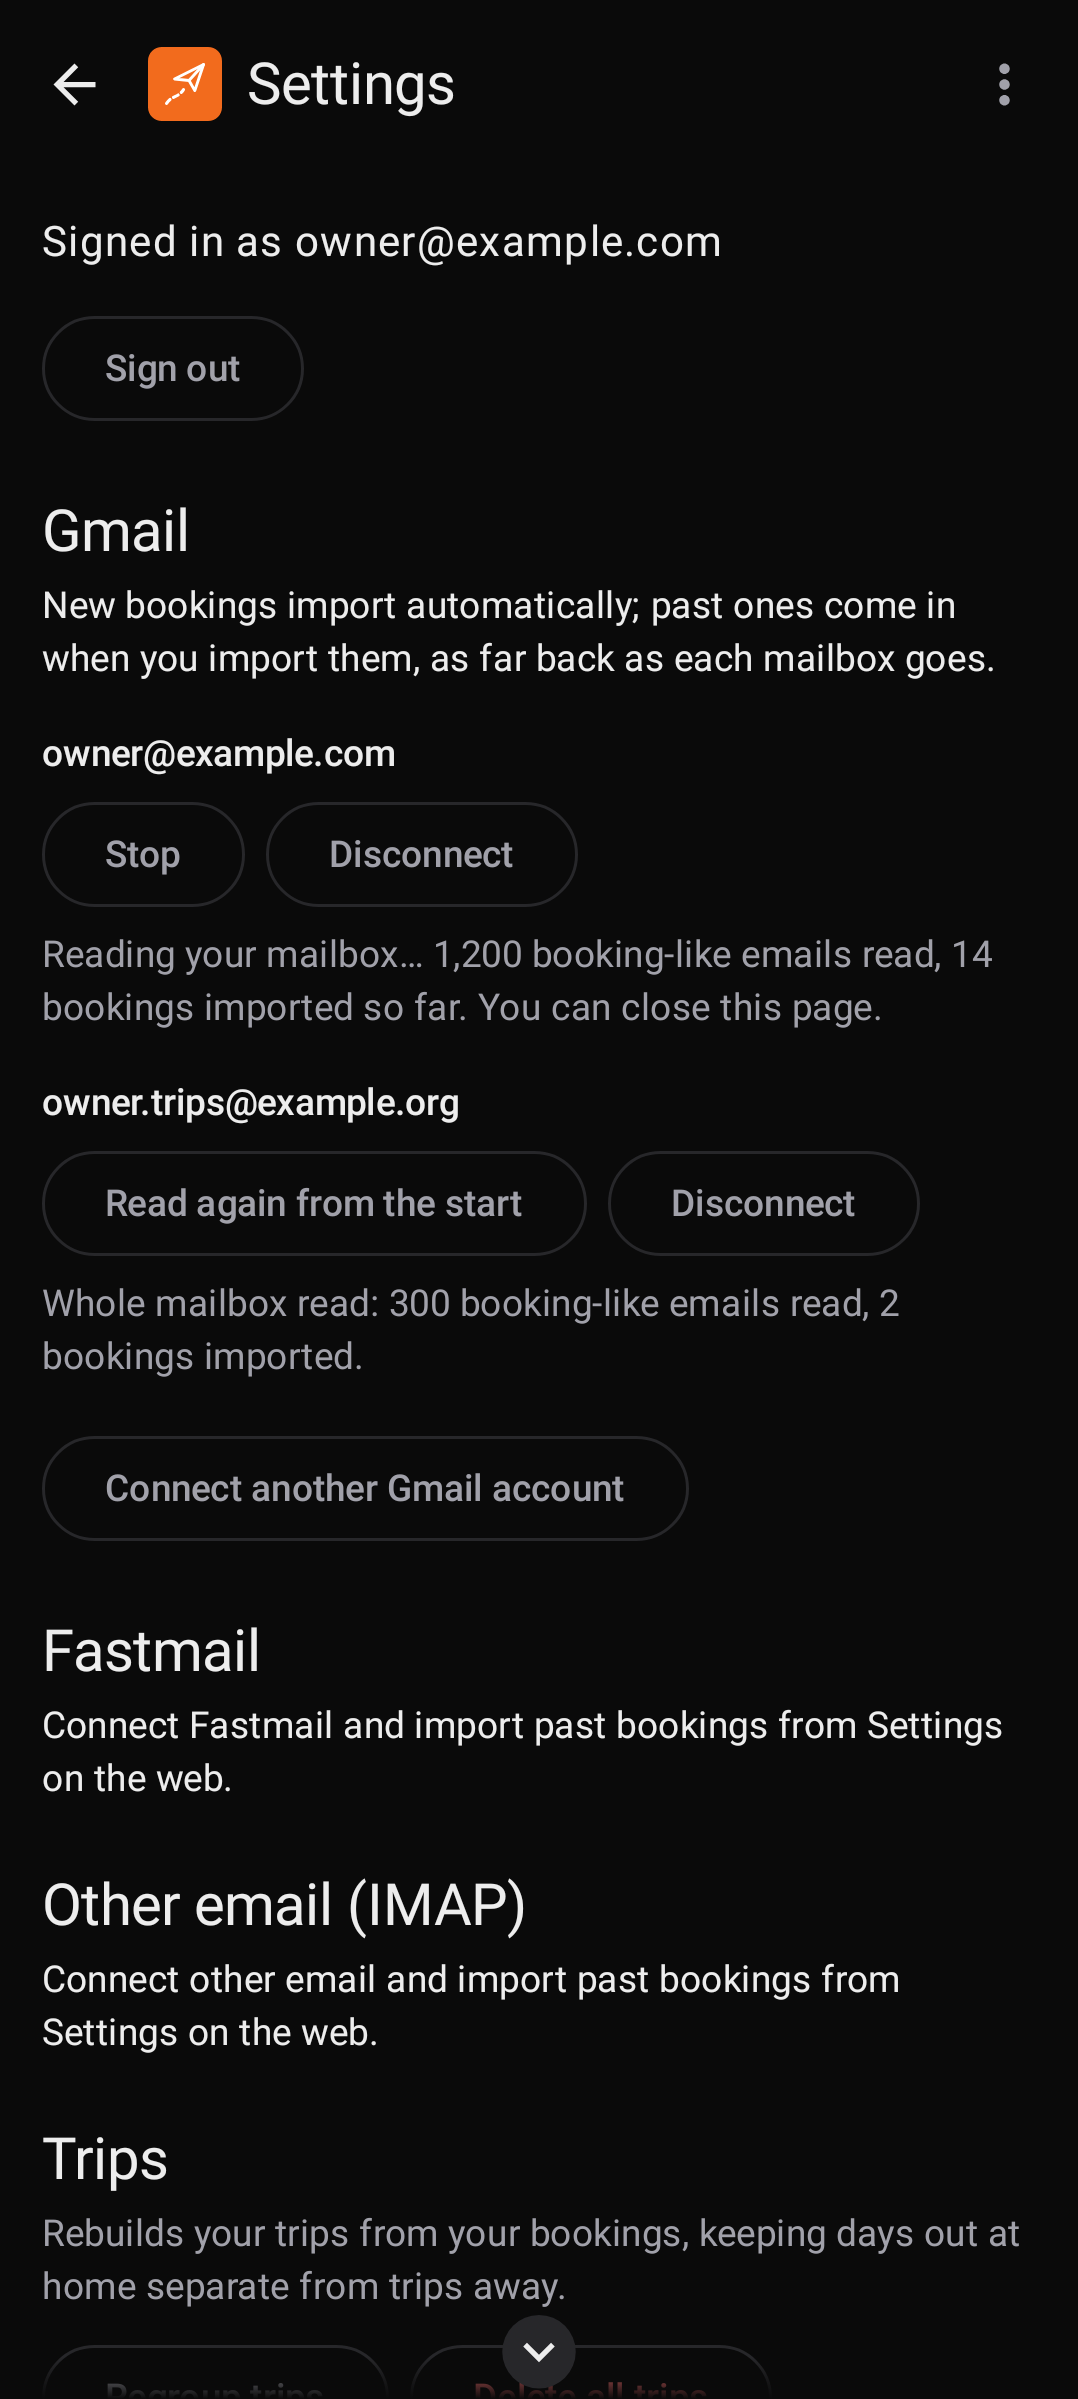 Settings
Signed in as owner@example.com
Sign out
Gmail
New bookings import automatically; past ones come in
when you import them, as far back as each mailbox goes.
owner@example.com
Stop
Disconnect
Reading your mailbox... 1,200 booking-like emails read, 14
bookings imported so far. You can close this page.
owner.trips@example.org
Read again from the start
Disconnect
Whole mailbox read: 300 booking-like emails read, 2
bookings imported.
Connect another Gmail account
Fastmail
Connect Fastmail and import past bookings from Settings
on the web.
Other email (IMAP)
Connect other email and import past bookings from
Settings on the web.
Trips
Rebuilds your trips from your bookings, keeping days out at
home separate from trips away.
Regroup trips
Delete all trips